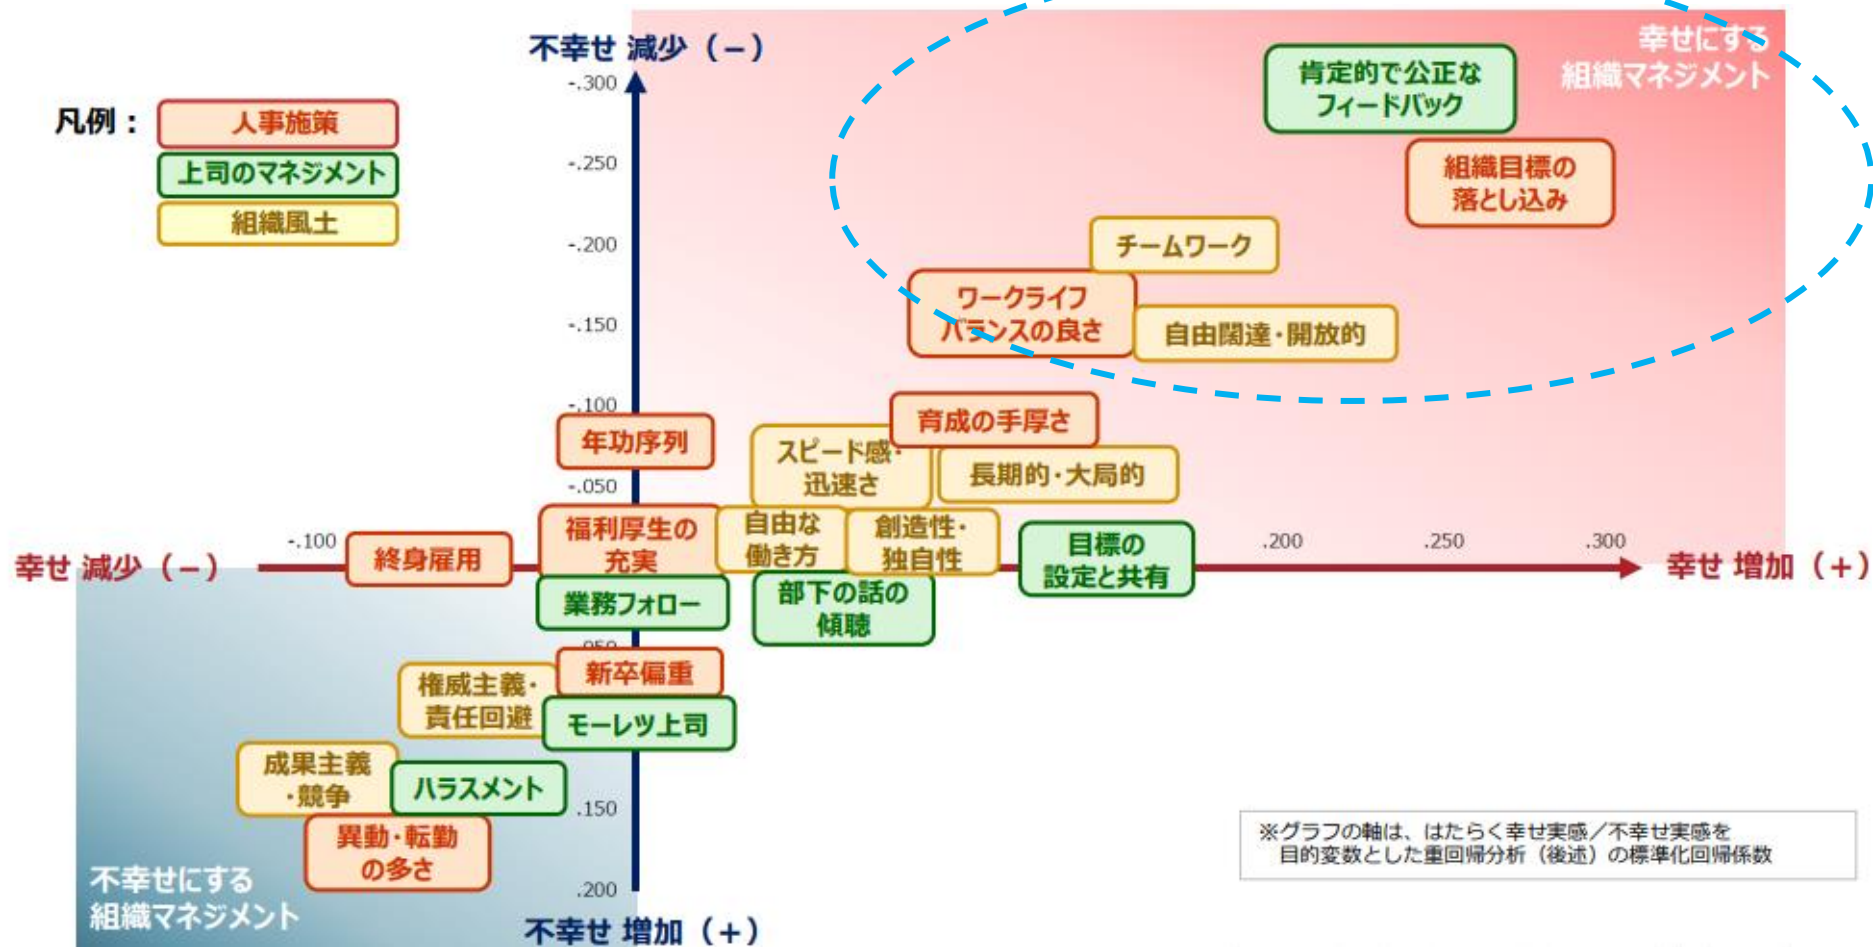 不幸せ 減少（－）
幸せにする
組織マネジメント
凡例：
人事施策
上司のマネジメント
組織風土
-.300
-.250
-.200
-.150
-.100
-.050
肯定的で公正な
フィードバック
組織目標の
落とし込み
チームワーク
ワークライフ
バランスの良さ
自由闊達・開放的
育成の手厚さ
年功序列
スピード感・
迅速さ
長期的・大局的
福利厚生の
充実
自由な
働き方
創造性・
独自性
目標の
設定と共有
-.100
終身雇用
.200
.250
.300
幸せ 減少（－）
幸せ 増加（＋）
業務フォロー
部下の話の
傾聴
.050
新卒偏重
権威主義・
責任回避
モーレツ上司
成果主義
・競争
ハラスメント
.150
異動・転勤
の多さ
.200
不幸せにする
組織マネジメント
不幸せ 増加（＋）
※グラフの軸は、はたらく幸せ実感／不幸せ実感を
目的変数とした重回帰分析（後述）の標準化回帰係数